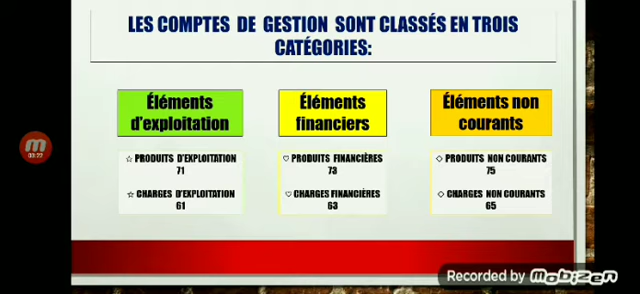 LES COMPTES DE GESTION SONT CLASSÉS EN TROIS
CATÉGORIES:
Éléments
d'exploitation
☆ PRODUITS D'EXPLOITATION
71
☆ CHARGES D'EXPLOITATION
61
Éléments
financiers
♡ PRODUITS FINANCIÈRES
73
♡ CHARGES FINANCIÈRES
63
Éléments non
courants
◇ PRODUITS NON COURANTS
75
◇ CHARGES NON COURANTS
65
m
03:22
Recorded by mobizen